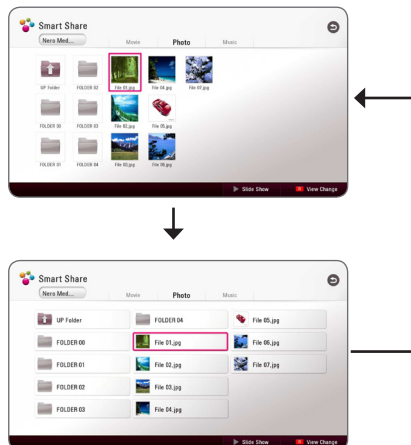 Smart Share
Nero Med...
Movie Photo Music
UP Folder FOLDER 02 File 01.jpg File 04.jpg File 07.jpg
FOLDER 00 FOLDER 03 File 02.jpg File 05.jpg
FOLDER 01 FOLDER 04 File 03.jpg File 06.jpg
Slide Show R View Change
Smart Share
Nero Med...
Movie Photo Music
UP Folder FOLDER 04 File 05.jpg
FOLDER 00 File 01.jpg File 06.jpg
FOLDER 01 File 02.jpg File 07.jpg
FOLDER 02 File 03.jpg
FOLDER 03 File 04.jpg
Slide Show R View Change